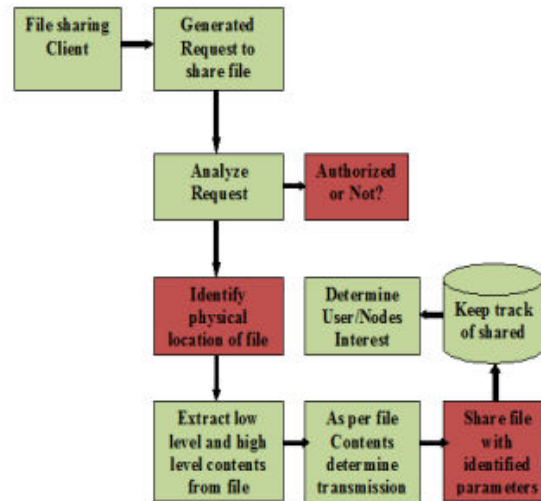 File sharing
Client
Generated
Request to
share file
Analyze
Request
Authorized
or Not?
Identify
physical
location of file
Determine
User/Nodes
Interest
Keep track
of shared
Extract low
level and high
level contents
from file
As per file
Contents
determine
transmission
Share file
with
identified
parameters